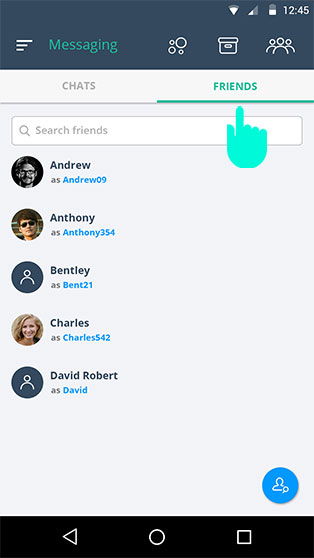 12:45
Messaging
CHATS FRIENDS
Search friends
Andrew
as Andrew09
Anthony
as Anthony354
Bentley
as Bent21
Charles
as Charles542
David Robert
as David